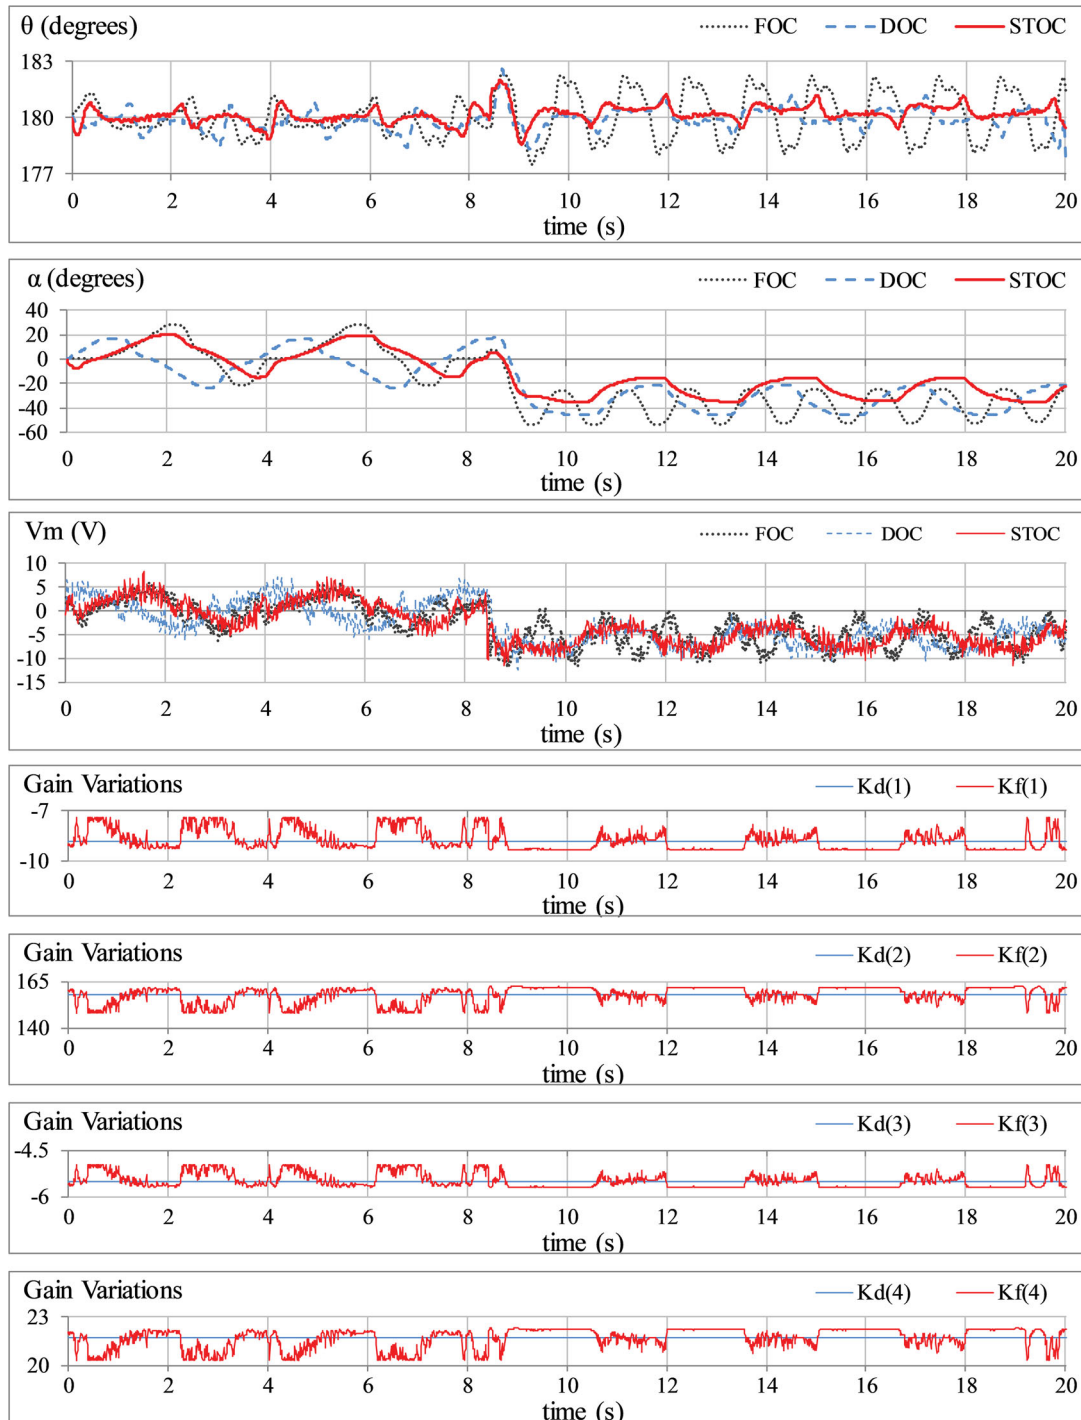 θ (degrees) FOC DOC STOC
183
180
177
0 2 4 6 8 10 12 14 16 18 20
time (s)
α (degrees) FOC DOC STOC
40
20
0
-20
-40
-60
0 2 4 6 8 10 12 14 16 18 20
time (s)
Vm (V) FOC DOC STOC
10
5
0
-5
-10
-15
0 2 4 6 8 10 12 14 16 18 20
time (s)
Gain Variations Kd(1) Kf(1)
-7
-10
0 2 4 6 8 10 12 14 16 18 20
time (s)
Gain Variations Kd(2) Kf(2)
165
140
0 2 4 6 8 10 12 14 16 18 20
time (s)
Gain Variations Kd(3) Kf(3)
-4.5
-6
0 2 4 6 8 10 12 14 16 18 20
time (s)
Gain Variations Kd(4) Kf(4)
23
20
0 2 4 6 8 10 12 14 16 18 20
time (s)